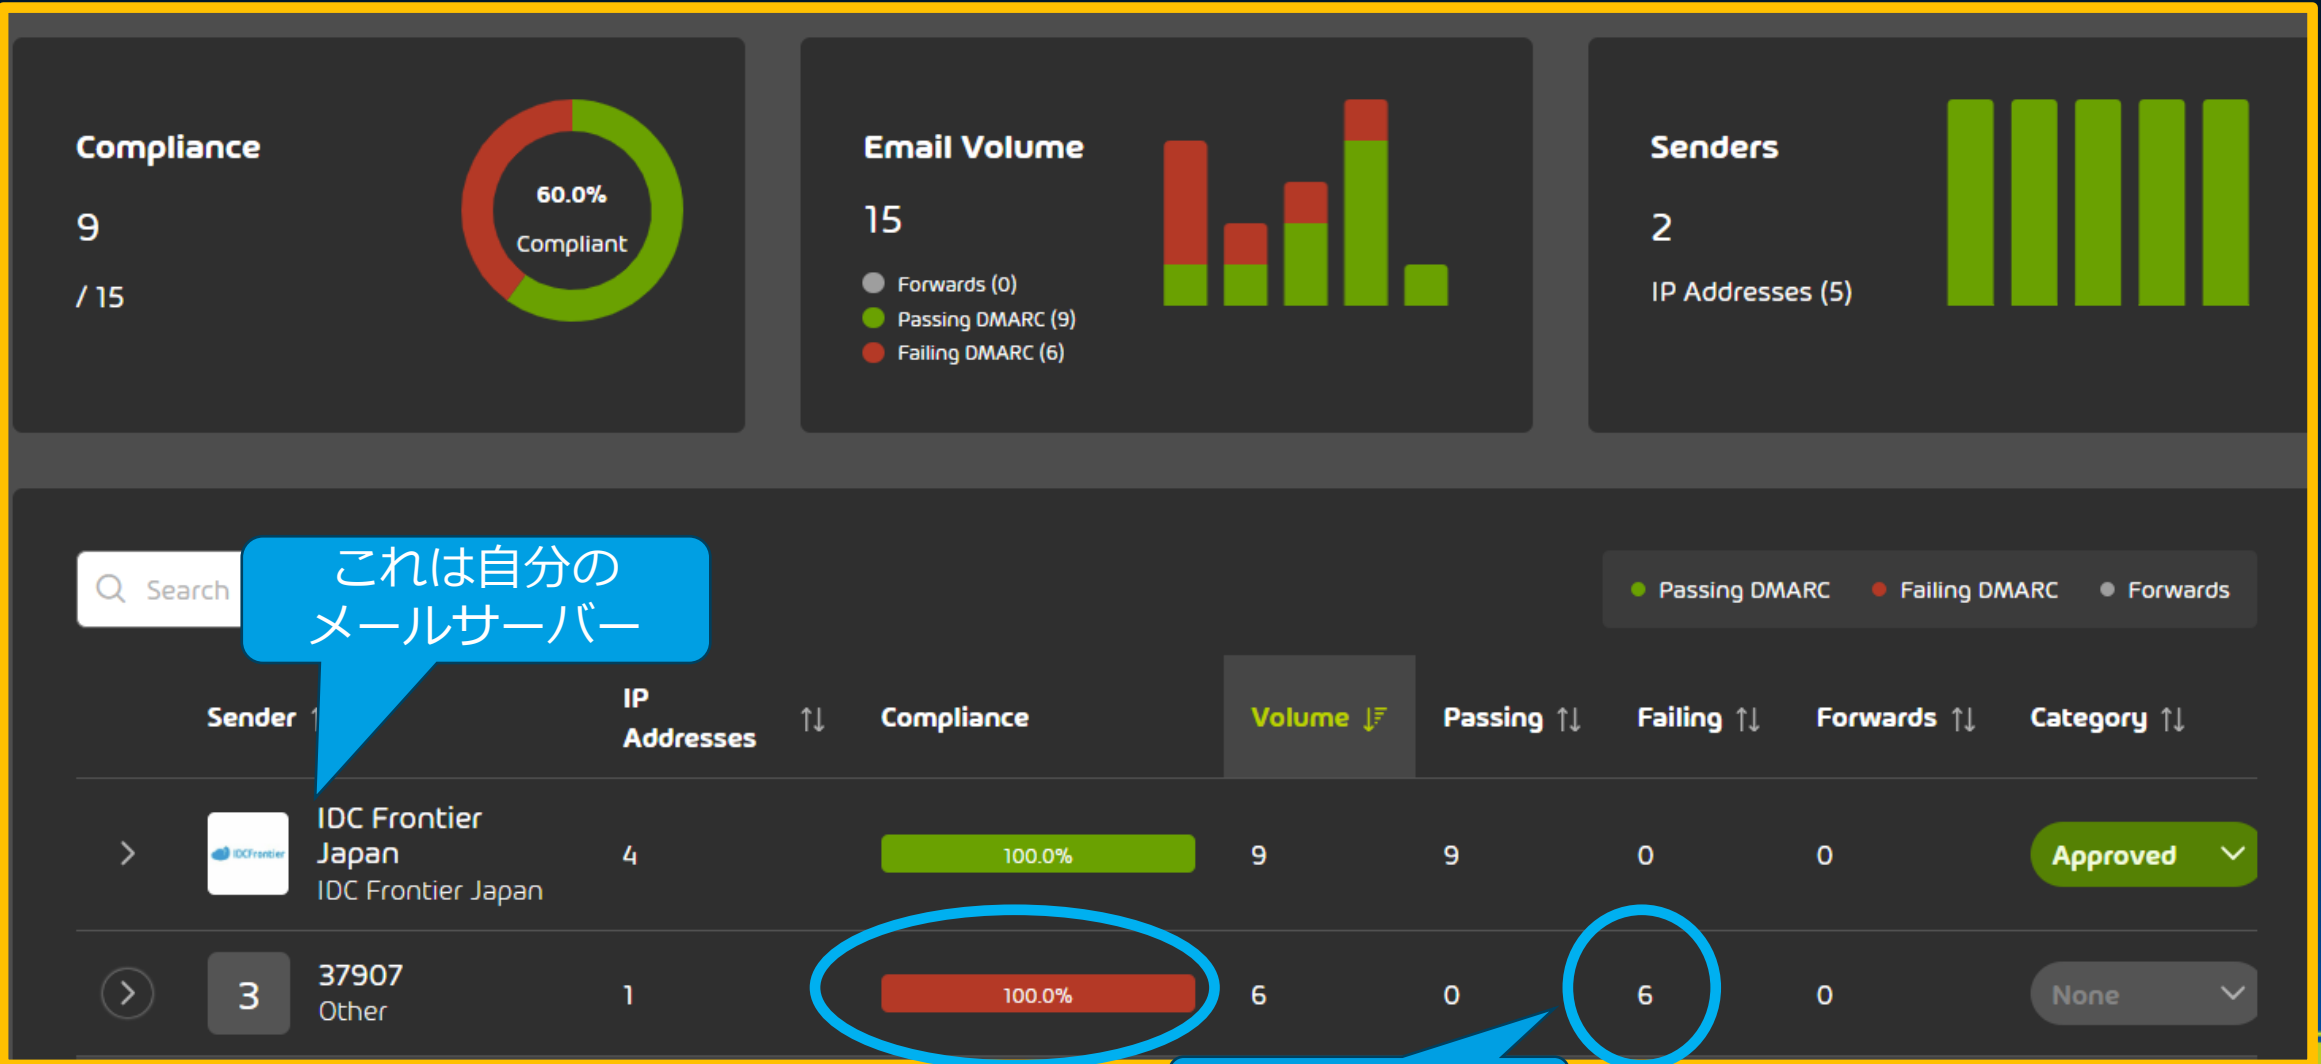 Compliance
9
/ 15
60.0%
Compliant
Email Volume
15
Forwards (0)
Passing DMARC (9)
Failing DMARC (6)
Senders
2
IP Addresses (5)
Search
これは自分の
メールサーバー
Passing DMARC
Failing DMARC
Forwards
Sender
IP
Addresses
Compliance
Volume
Passing
Failing
Forwards
Category
IDCFrontier
IDC Frontier
Japan
IDC Frontier Japan
4
100.0%
9
9
0
0
Approved
3
37907
Other
1
100.0%
6
0
6
0
None